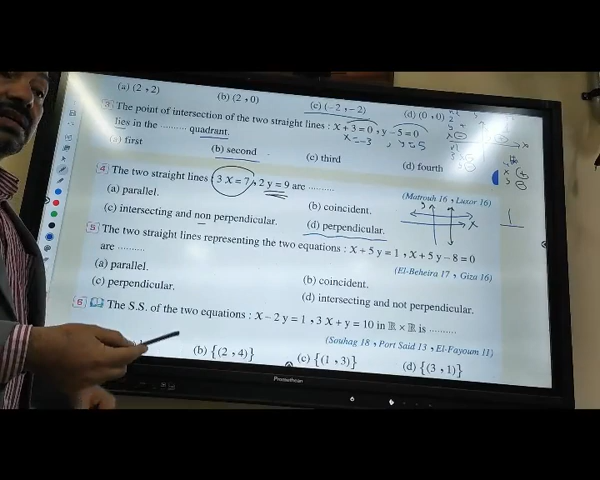 (a) (2 , 2)
(b) (2 , 0)
(c) (−2 , −2)
(d) (0 , 0)
3 The point of intersection of the two straight lines : X + 3 = 0 , y − 5 = 0
x = -3 , y = 5
lies in the .......... quadrant.
(a) first
(b) second
(c) third
(d) fourth
4 The two straight lines : 3 X = 7 , 2 y = 9 are ..........
(Matrouh 16 , Luxor 16)
(a) parallel.
(b) coincident.
(c) intersecting and non perpendicular.
(d) perpendicular.
5 The two straight lines representing the two equations : X + 5 y = 1 , X + 5 y − 8 = 0
are ..........
(El-Beheira 17 , Giza 16)
(a) parallel.
(b) coincident.
(c) perpendicular.
(d) intersecting and not perpendicular.
6 The S.S. of the two equations : X − 2 y = 1 , 3 X + y = 10 in ℝ × ℝ is ..........
(Souhag 18 , Port Said 13 , El-Fayoum 11)
(b) {(2 , 4)}
(c) {(1 , 3)}
(d) {(3 , 1)}
Promethean